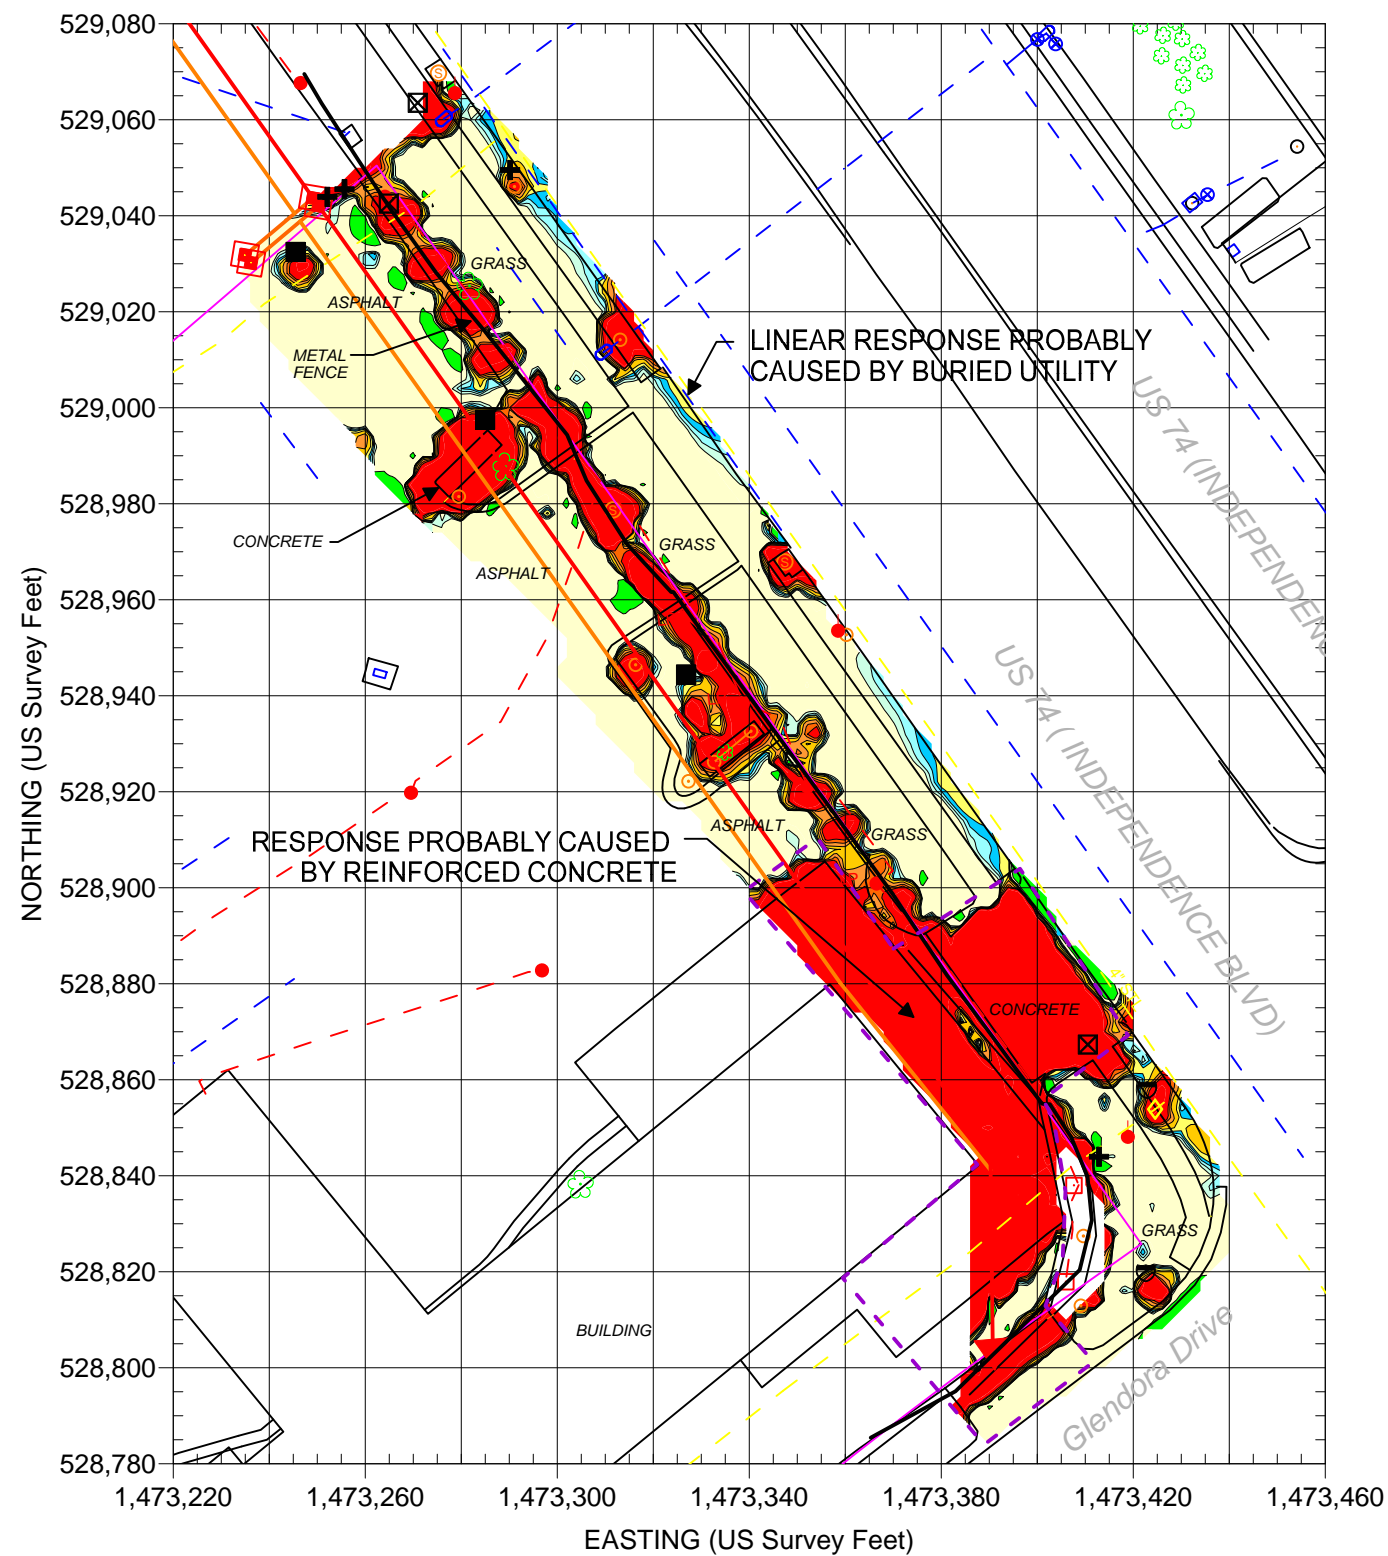 529,080
529,060
529,040
529,020
529,000
528,980
528,960
528,940
528,920
528,900
528,880
528,860
528,840
528,820
528,800
528,780
NORTHING (US Survey Feet)
1,473,220
1,473,260
1,473,300
1,473,340
1,473,380
1,473,420
1,473,460
EASTING (US Survey Feet)
S
GRASS
ASPHALT
METAL
FENCE
LINEAR RESPONSE PROBABLY
CAUSED BY BURIED UTILITY
US 74 (INDEPENDENC
CONCRETE
S
GRASS
ASPHALT
S
US 74 ( INDEPENDENCE BLVD)
RESPONSE PROBABLY CAUSED
BY REINFORCED CONCRETE
ASPHALT
GRASS
CONCRETE
GRASS
BUILDING
Glendora Drive